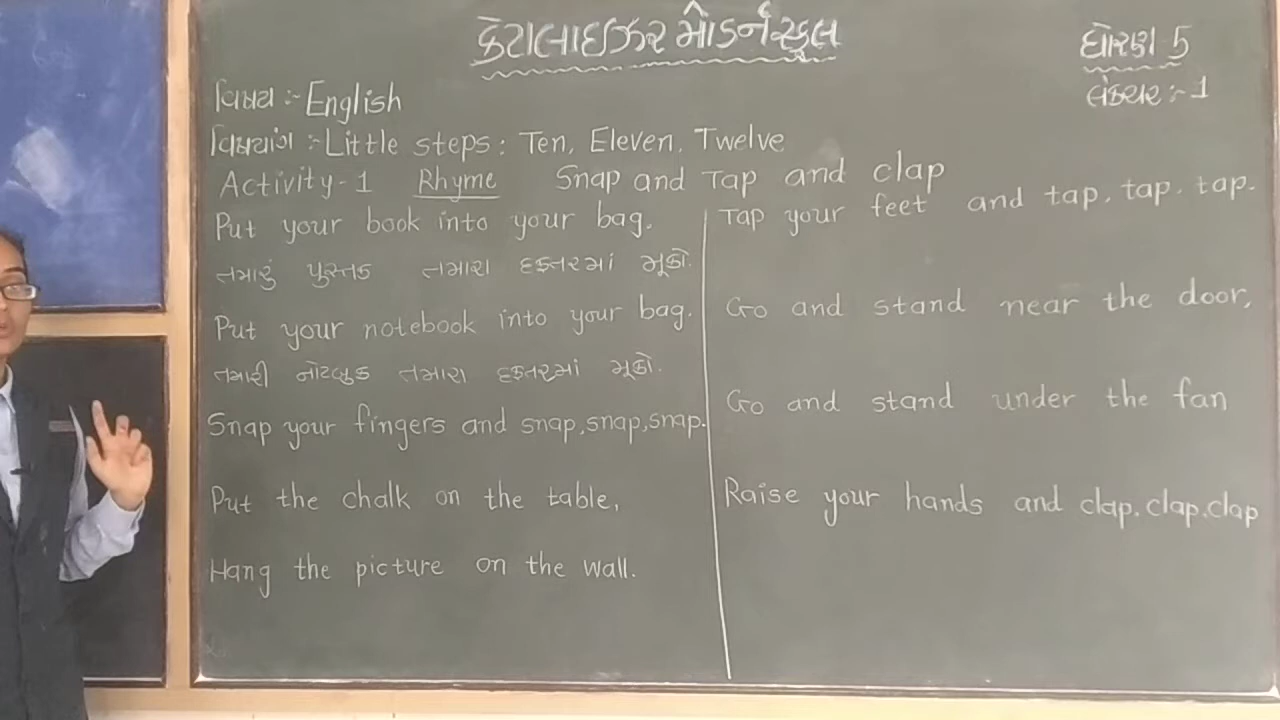 કેટાલાઇઝર મોડર્ન સ્કુલ
ધોરણ 5
લેક્ચર :- 1
વિષય :- English
વિષયાંગ :- Little steps: Ten, Eleven, Twelve
Activity-1 Rhyme Snap and Tap and clap
Put your book into your bag.
તમારું પુસ્તક તમારા દફતરમાં મૂકો.
Put your notebook into your bag.
તમારી નોટબુક તમારા દફતરમાં મૂકો.
Snap your fingers and snap, snap, snap.
Put the chalk on the table,
Hang the picture on the wall.
Tap your feet and tap, tap, tap.
Go and stand near the door,
Go and stand under the fan
Raise your hands and clap, clap, clap